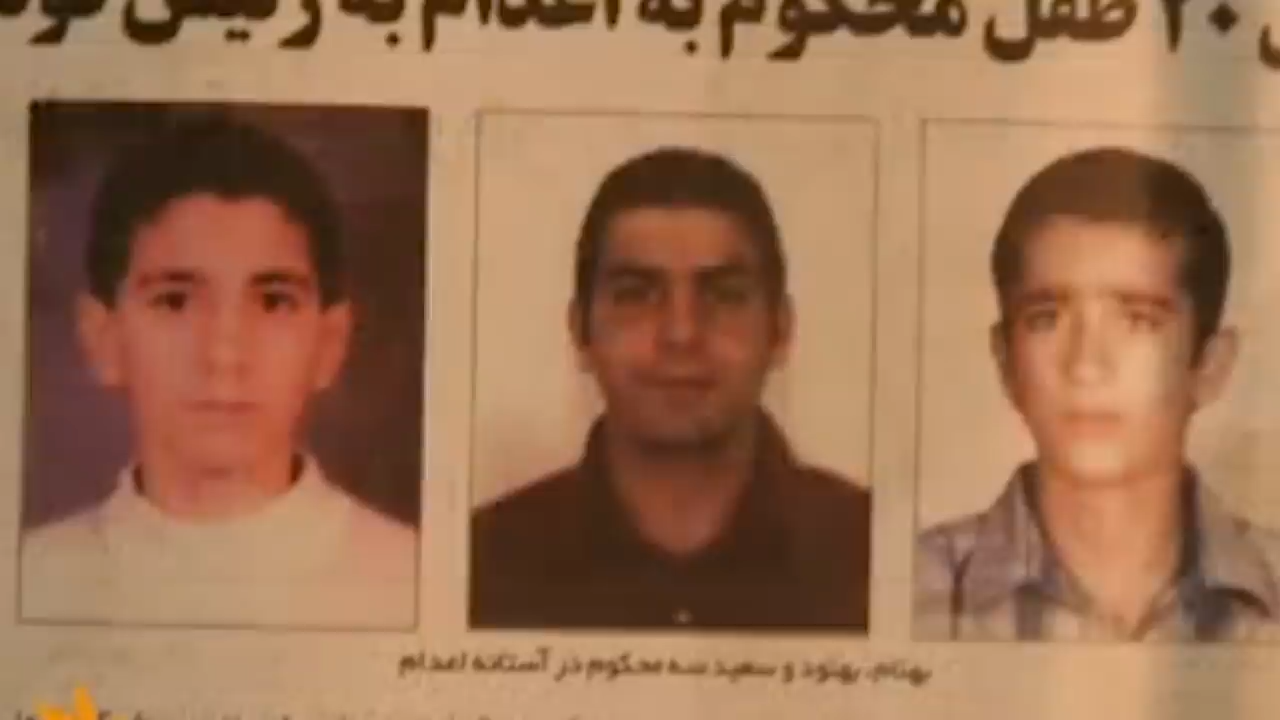 ۲۰ طفل محکوم به اعدام به رئیس
بهنام، بهنود و سعید سه محکوم در آستانه اعدام